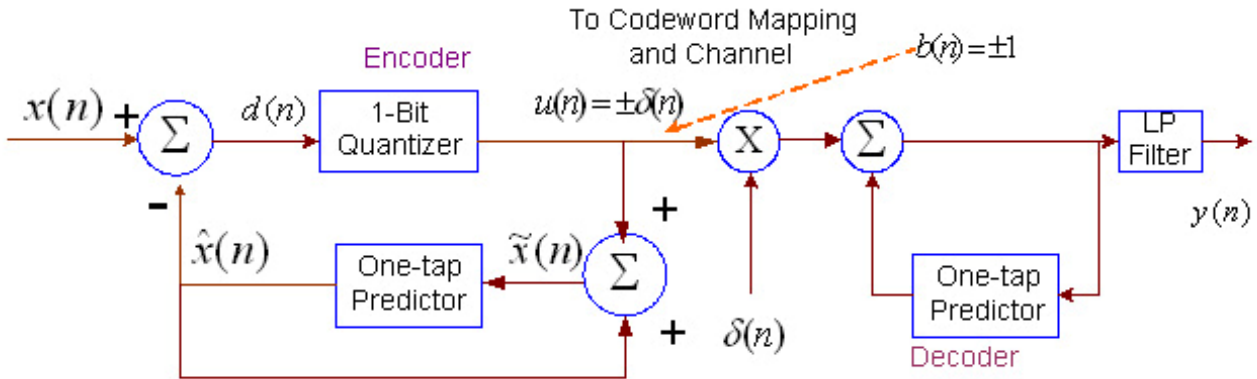 To Codeword Mapping
and Channel
b(n)=±1
Encoder
x(n)
+
Σ
d(n)
1-Bit
Quantizer
u(n)=±δ(n)
X
Σ
LP
Filter
y(n)
-
x̂(n)
One-tap
Predictor
x̃(n)
+
Σ
+
δ(n)
One-tap
Predictor
Decoder